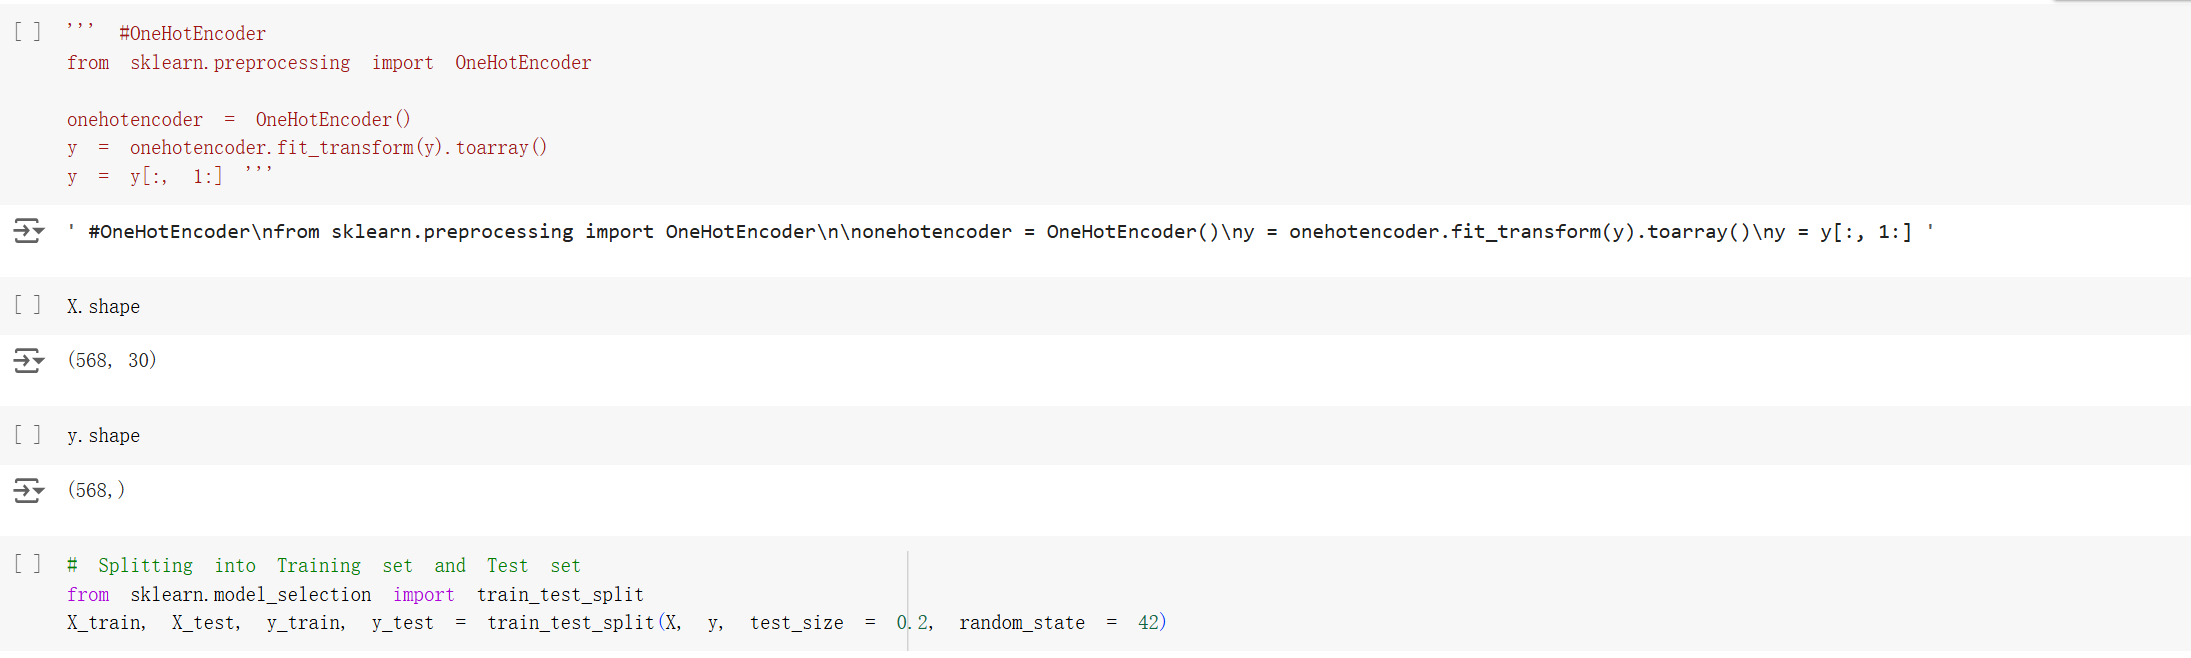 [ ] ''' #OneHotEncoder
from sklearn.preprocessing import OneHotEncoder
onehotencoder = OneHotEncoder()
y = onehotencoder.fit_transform(y).toarray()
y = y[:, 1:] '''
' #OneHotEncoder\nfrom sklearn.preprocessing import OneHotEncoder\n\nonehotencoder = OneHotEncoder()\ny = onehotencoder.fit_transform(y).toarray()\ny = y[:, 1:] '
[ ] X.shape
(568, 30)
[ ] y.shape
(568,)
[ ] # Splitting into Training set and Test set
from sklearn.model_selection import train_test_split
X_train, X_test, y_train, y_test = train_test_split(X, y, test_size = 0.2, random_state = 42)